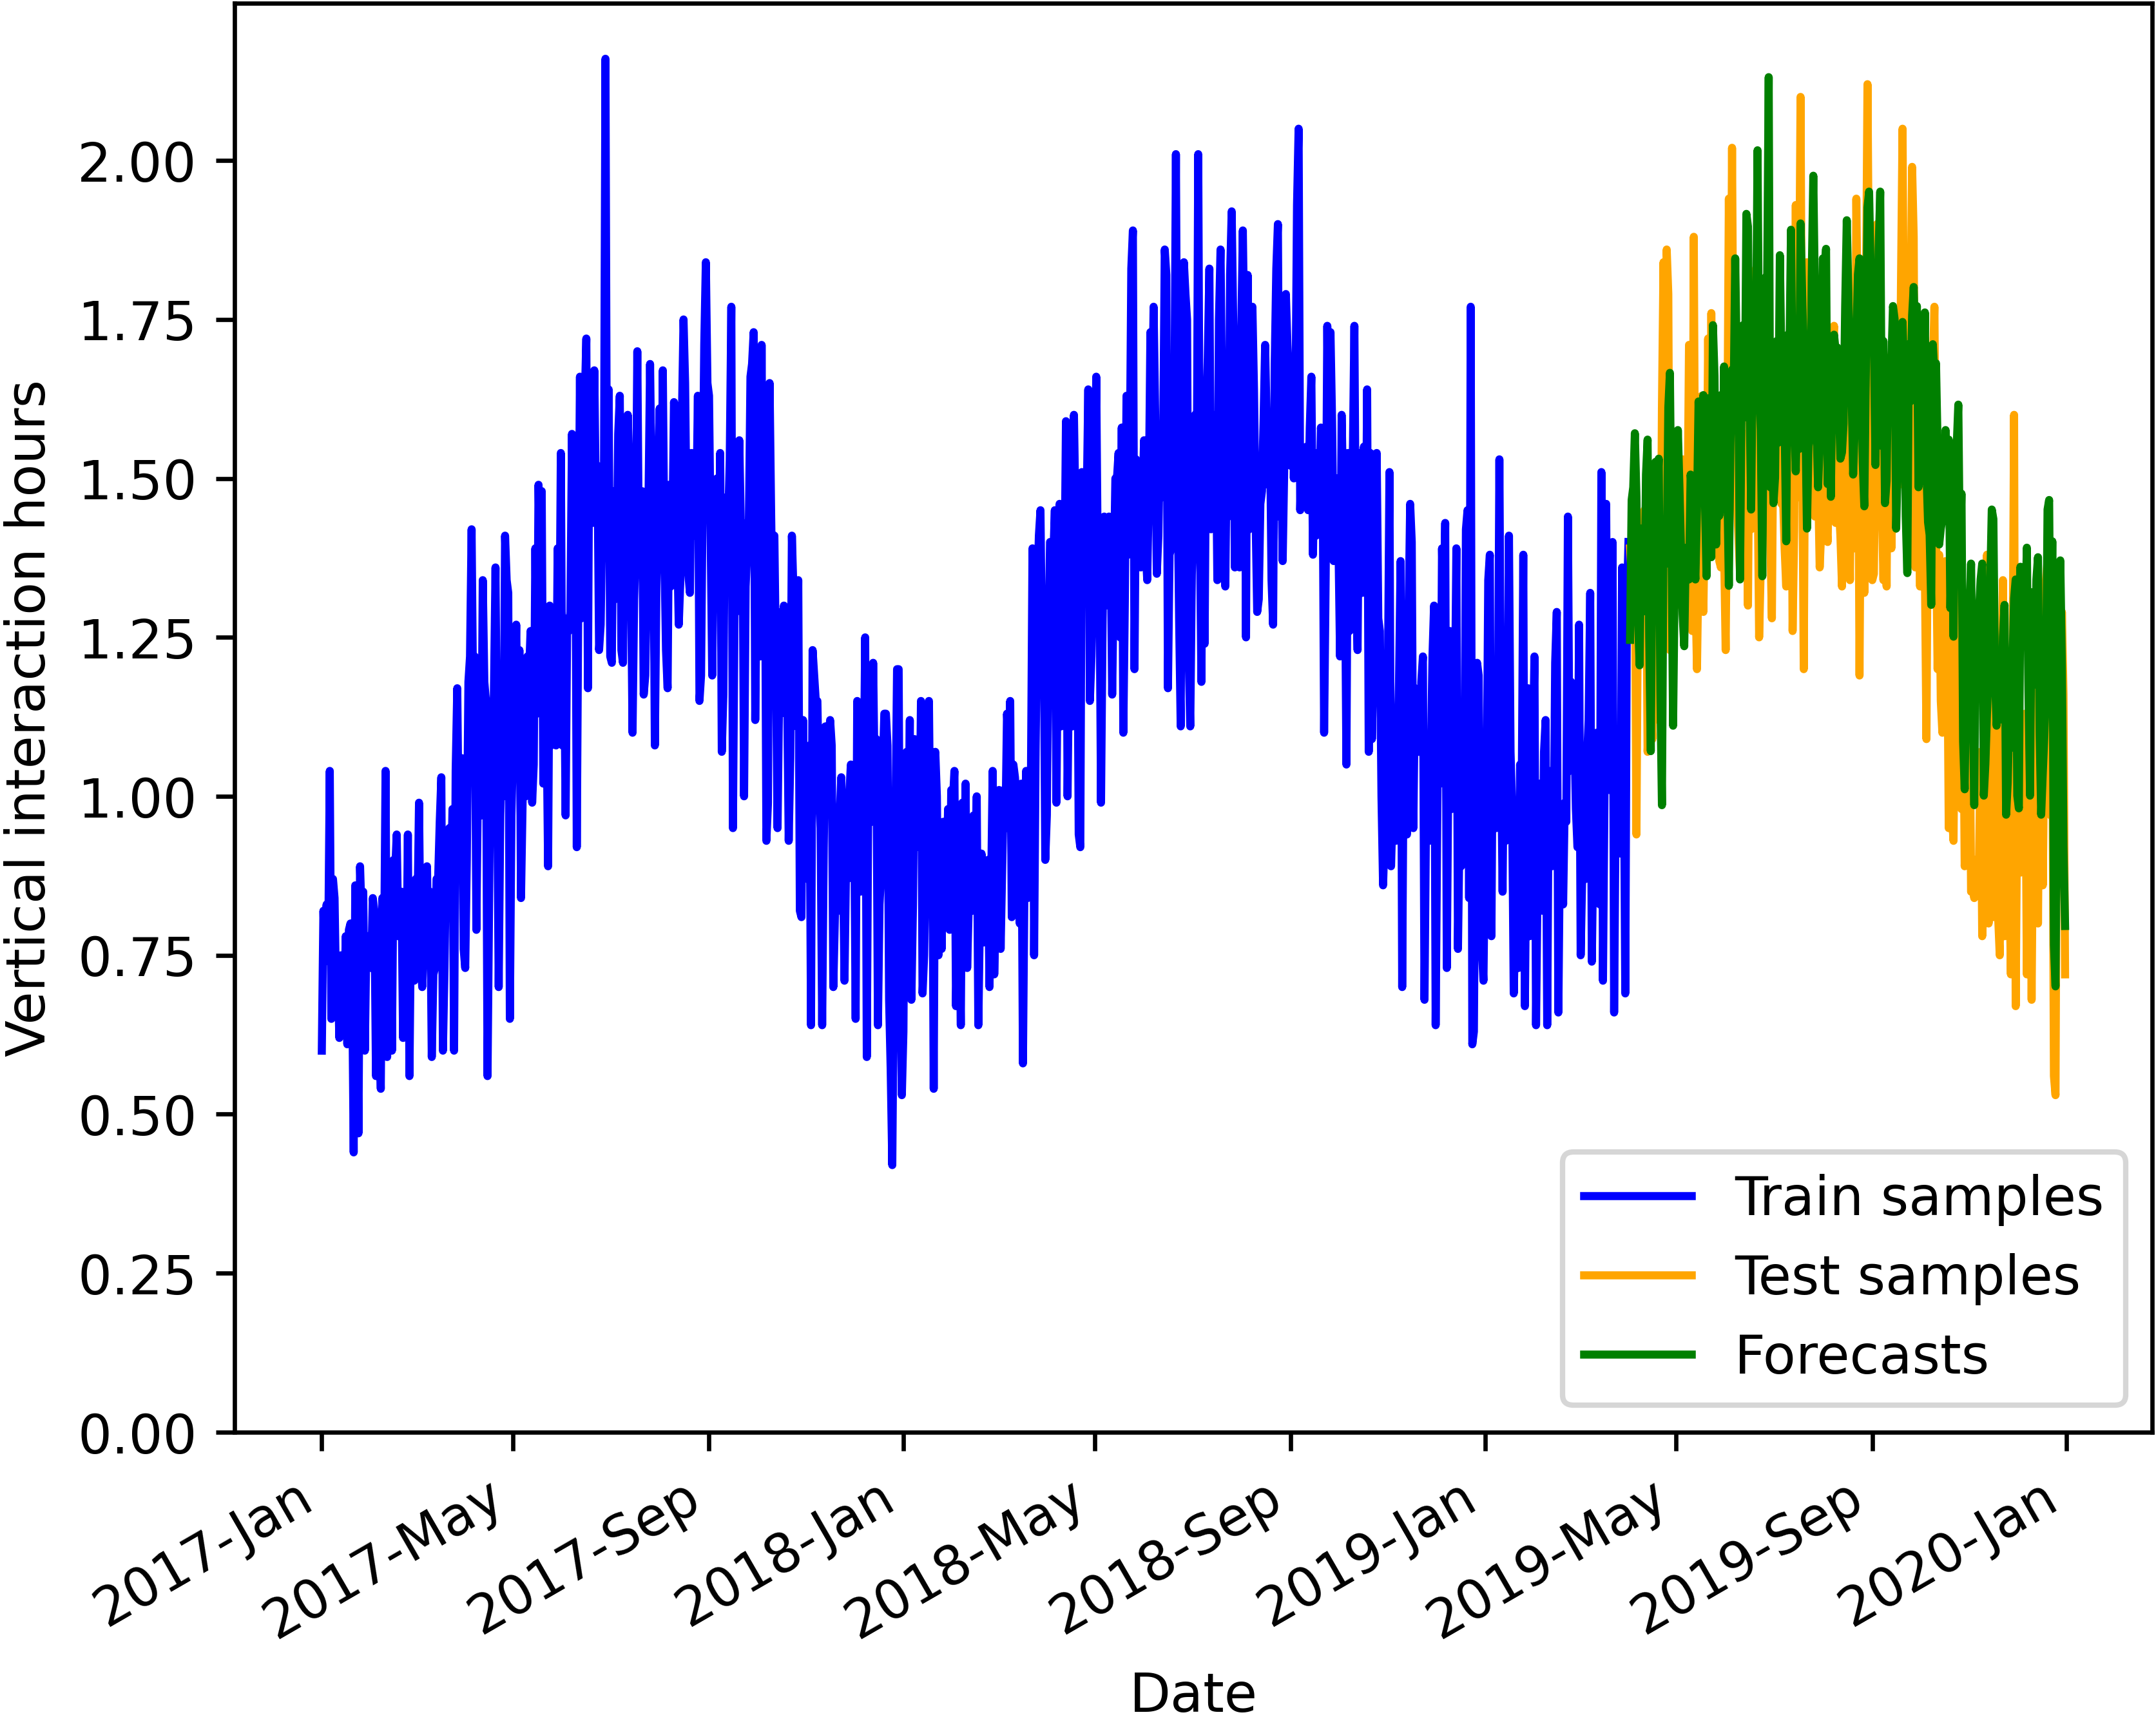 Vertical interaction hours
2.00
1.75
1.50
1.25
1.00
0.75
0.50
0.25
0.00
Train samples
Test samples
Forecasts
2017-Jan
2017-May
2017-Sep
2018-Jan
2018-May
2018-Sep
2019-Jan
2019-May
2019-Sep
2020-Jan
Date